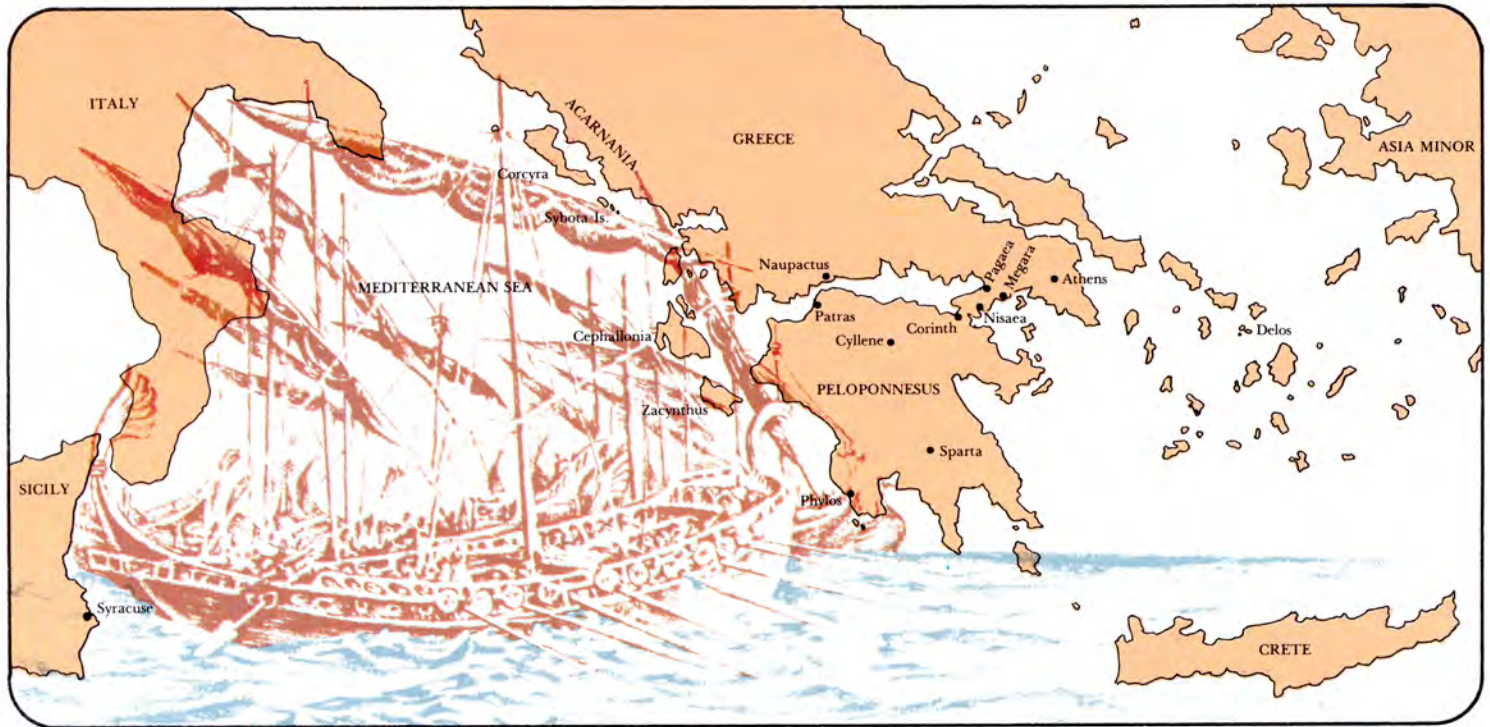 ITALY
ACARNANIA
GREECE
ASIA MINOR
Corcyra
Sybota Is.
MEDITERRANEAN SEA
Naupactus
Pagaea
Megara
Athens
Patras
Corinth
Nisaea
Delos
Cephallonia
Cyllene
PELOPONNESUS
Zacynthus
Sparta
SICILY
Phylos
Syracuse
CRETE